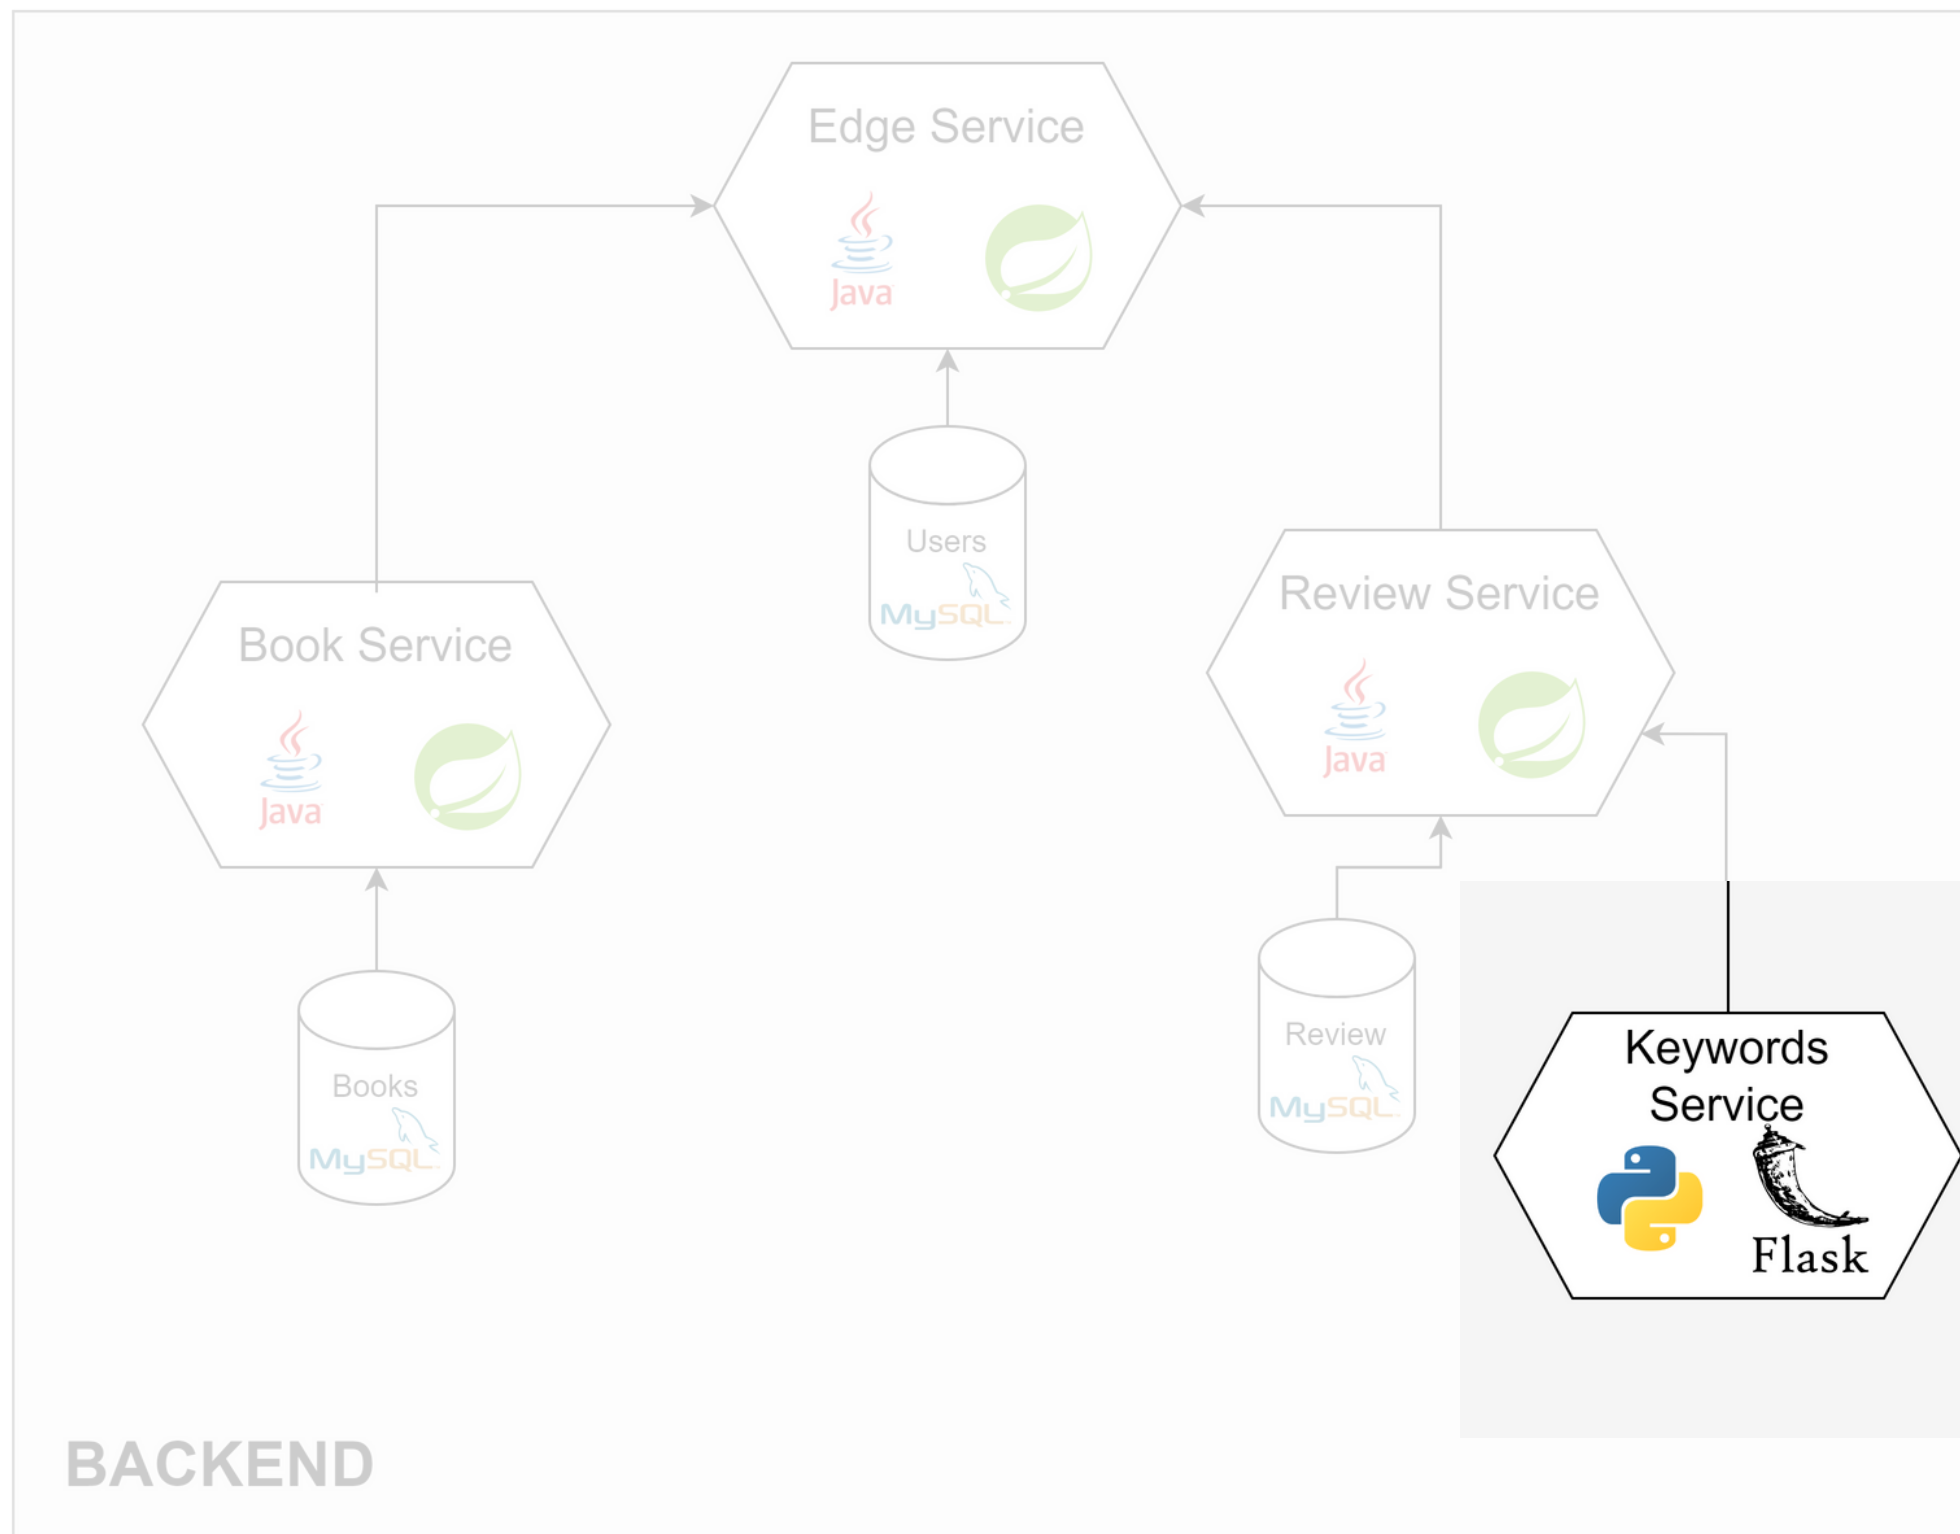 Edge Service
Java
Users
MySQL
Book Service
Java
Review Service
Java
Books
MySQL
Review
MySQL
Keywords
Service
Flask
BACKEND